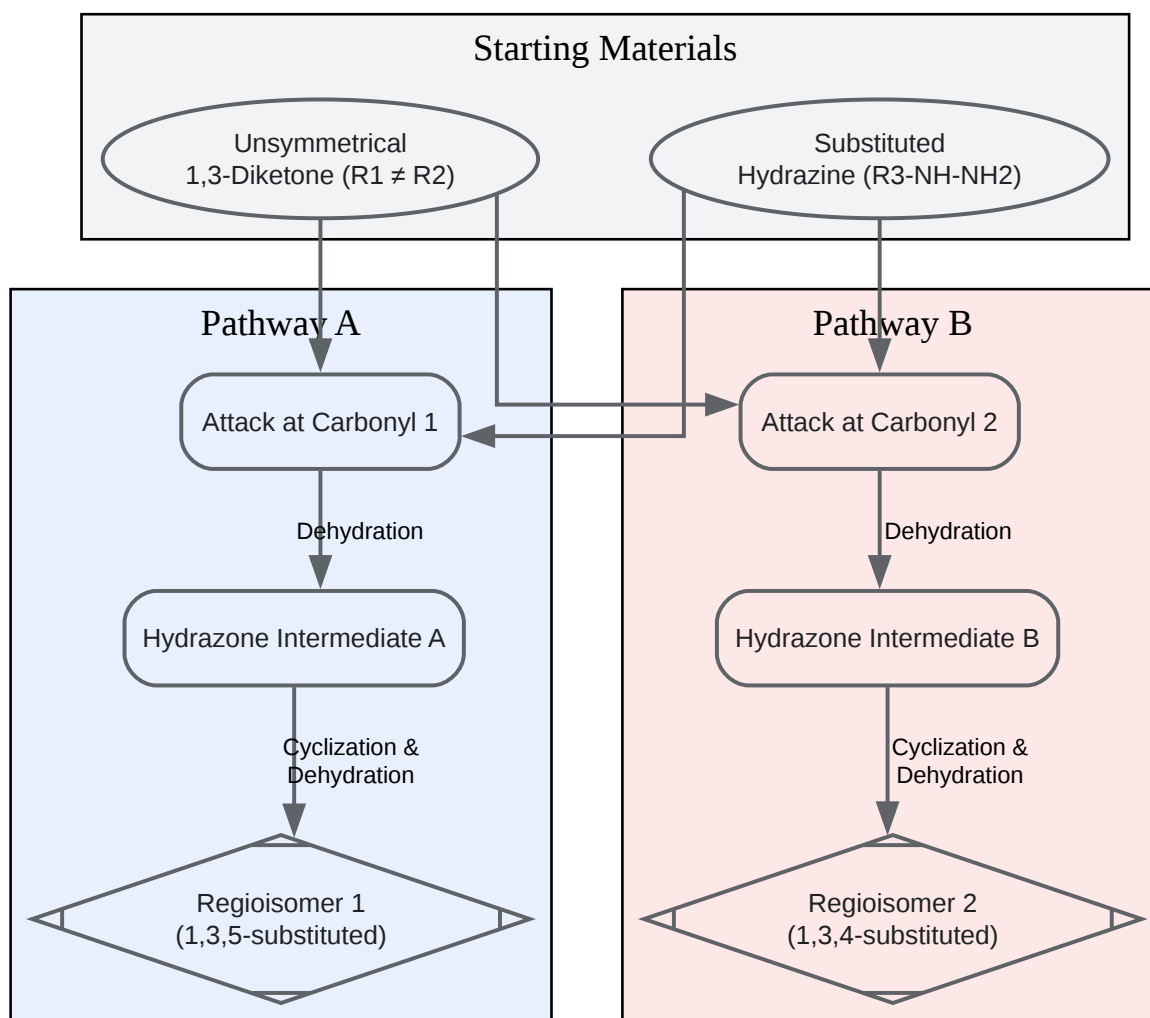 Starting Materials
Unsymmetrical
1,3-Diketone (R1 ≠ R2)
Substituted
Hydrazine (R3-NH-NH2)
Pathway A
Pathway B
Attack at Carbonyl 1
Attack at Carbonyl 2
Dehydration
Dehydration
Hydrazone Intermediate A
Hydrazone Intermediate B
Cyclization &
Dehydration
Cyclization &
Dehydration
Regioisomer 1
(1,3,5-substituted)
Regioisomer 2
(1,3,4-substituted)